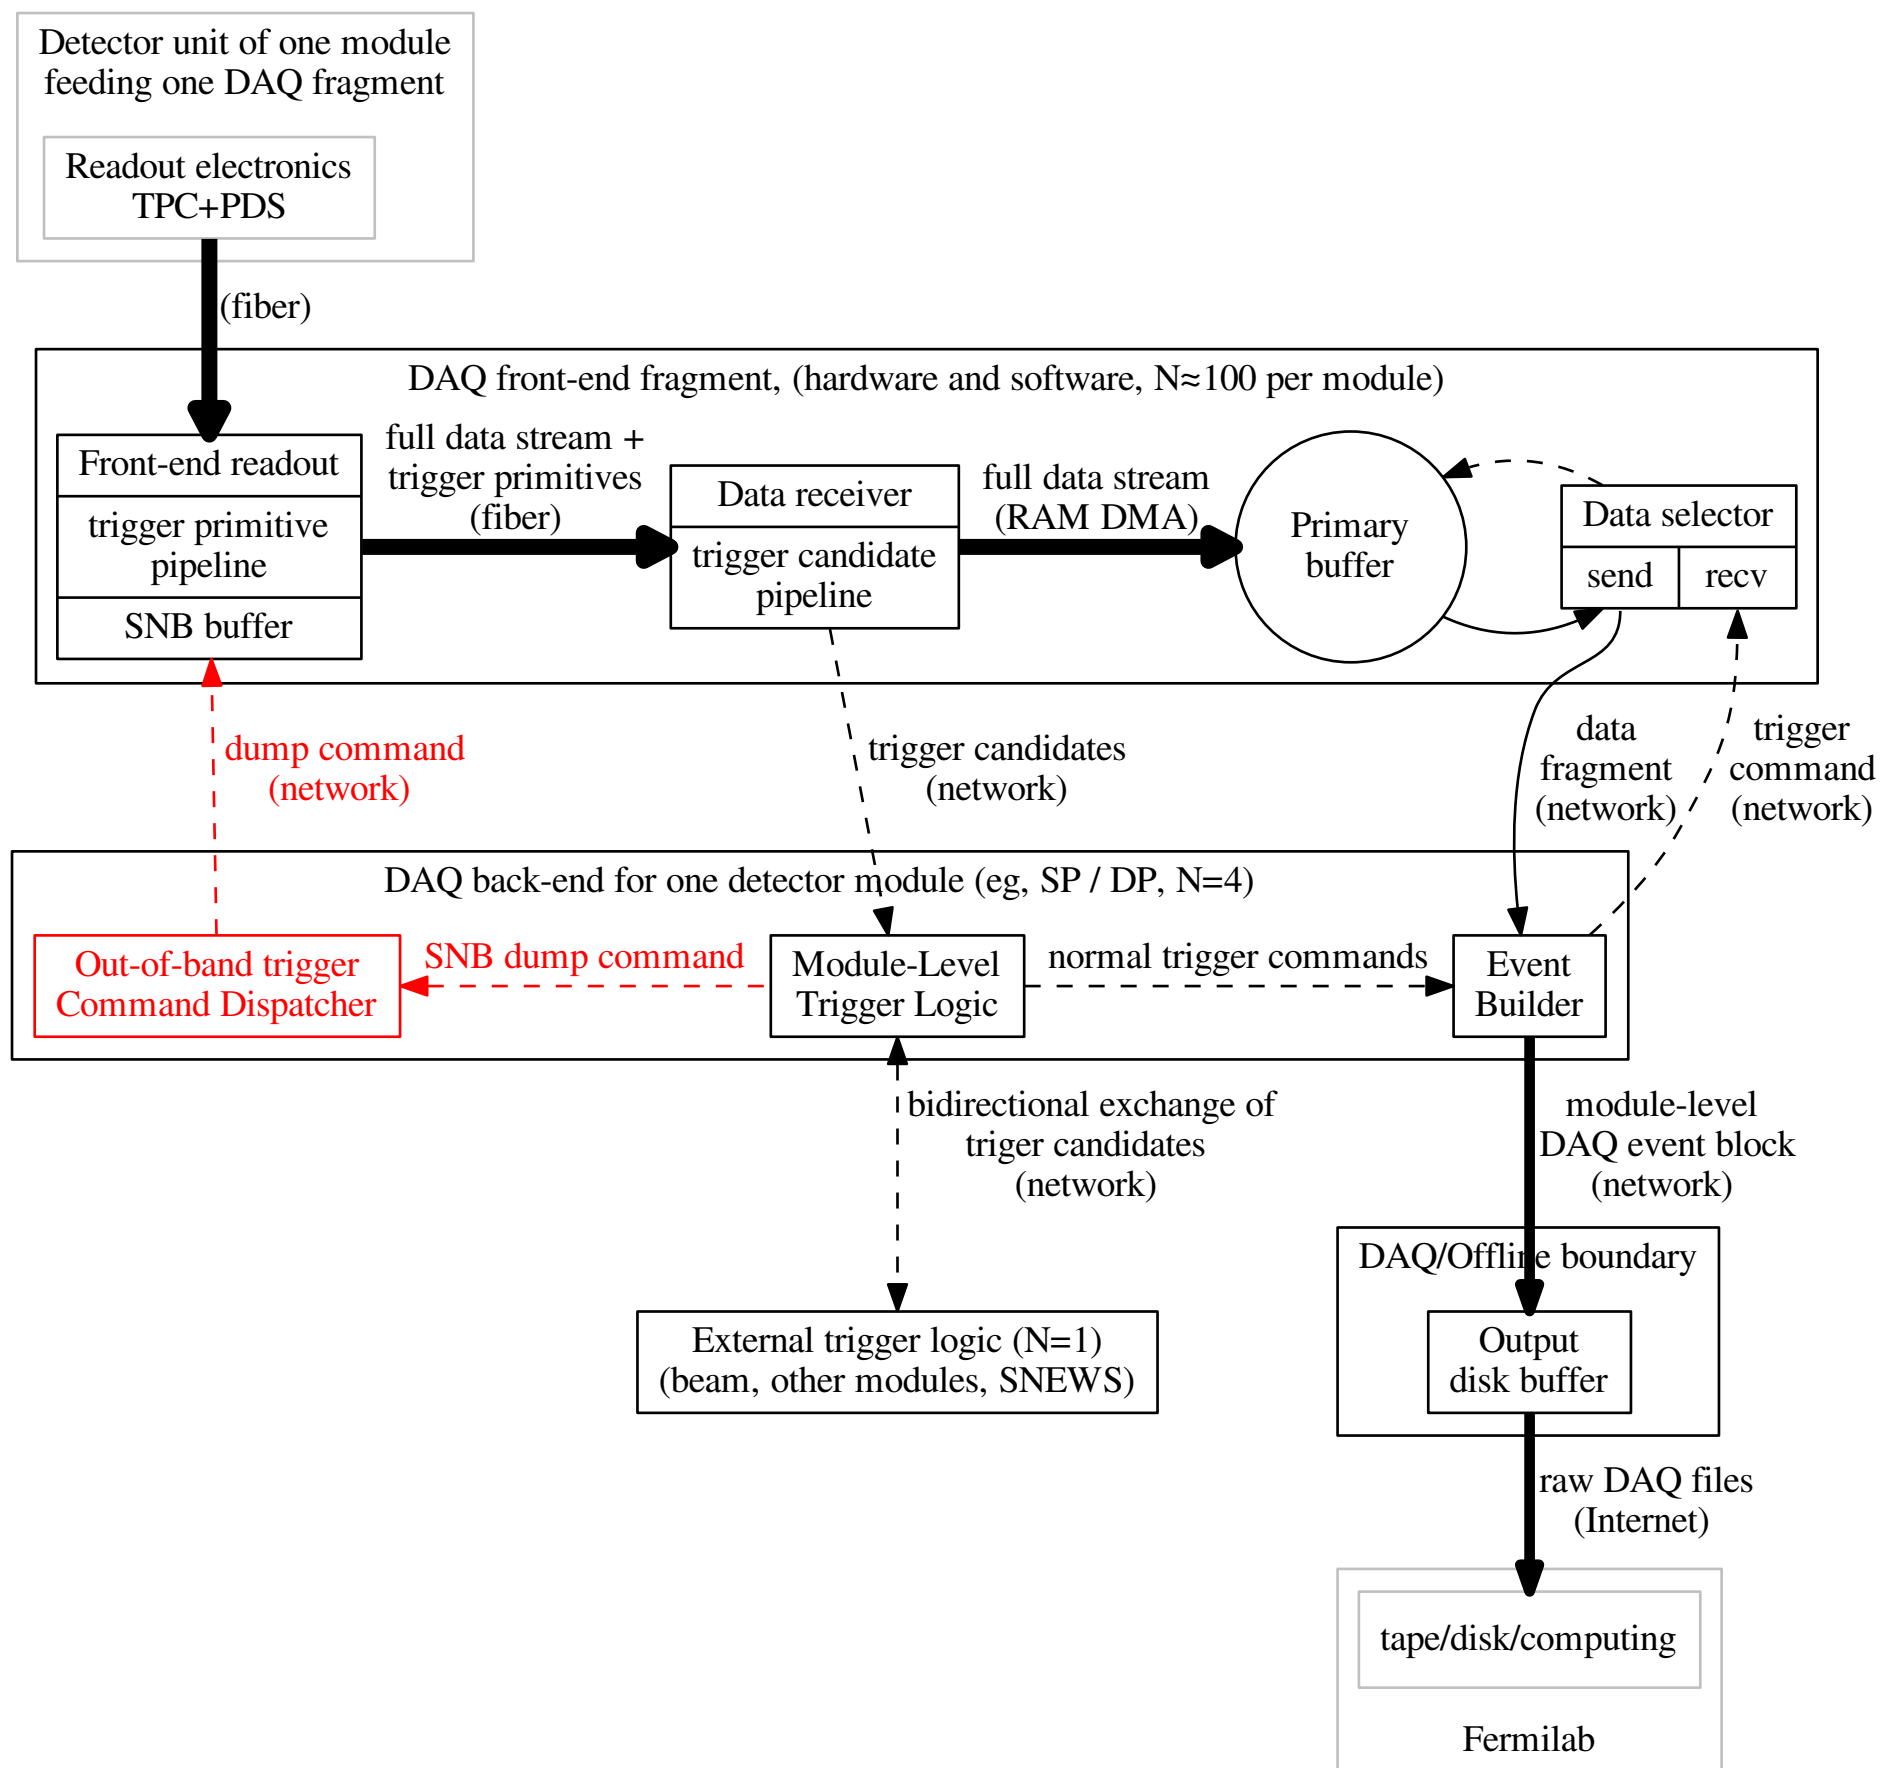 Detector unit of one module
feeding one DAQ fragment
Readout electronics
TPC+PDS
(fiber)
DAQ front-end fragment, (hardware and software, N≈100 per module)
Front-end readout
trigger primitive
pipeline
SNB buffer
full data stream +
trigger primitives
(fiber)
Data receiver
trigger candidate
pipeline
full data stream
(RAM DMA)
Primary
buffer
Data selector
send
recv
dump command
(network)
trigger candidates
(network)
data
fragment
(network)
trigger
command
(network)
DAQ back-end for one detector module (eg, SP / DP, N=4)
Out-of-band trigger
Command Dispatcher
SNB dump command
Module-Level
Trigger Logic
normal trigger commands
Event
Builder
bidirectional exchange of
triger candidates
(network)
module-level
DAQ event block
(network)
External trigger logic (N=1)
(beam, other modules, SNEWS)
DAQ/Offline boundary
Output
disk buffer
raw DAQ files
(Internet)
tape/disk/computing
Fermilab